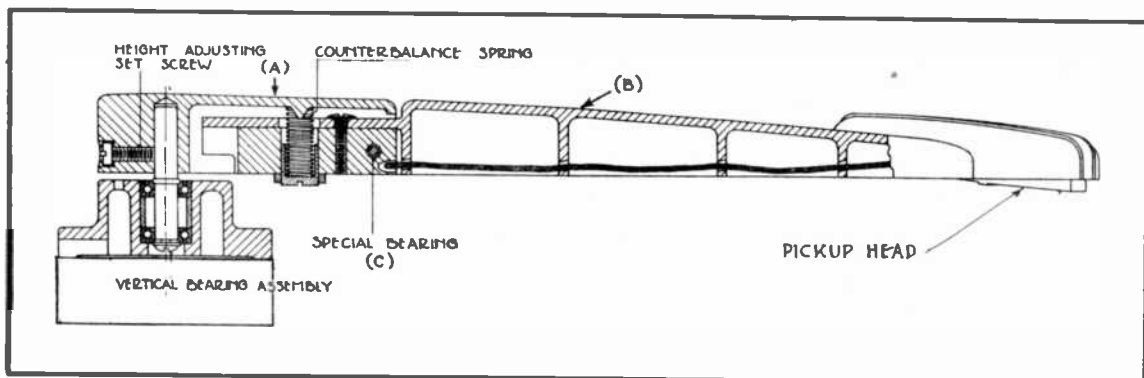 HEIGHT ADJUSTING
SET SCREW
(A)
COUNTERBALANCE SPRING
(B)
SPECIAL BEARING
(C)
PICKUP HEAD
VERTICAL BEARING ASSEMBLY